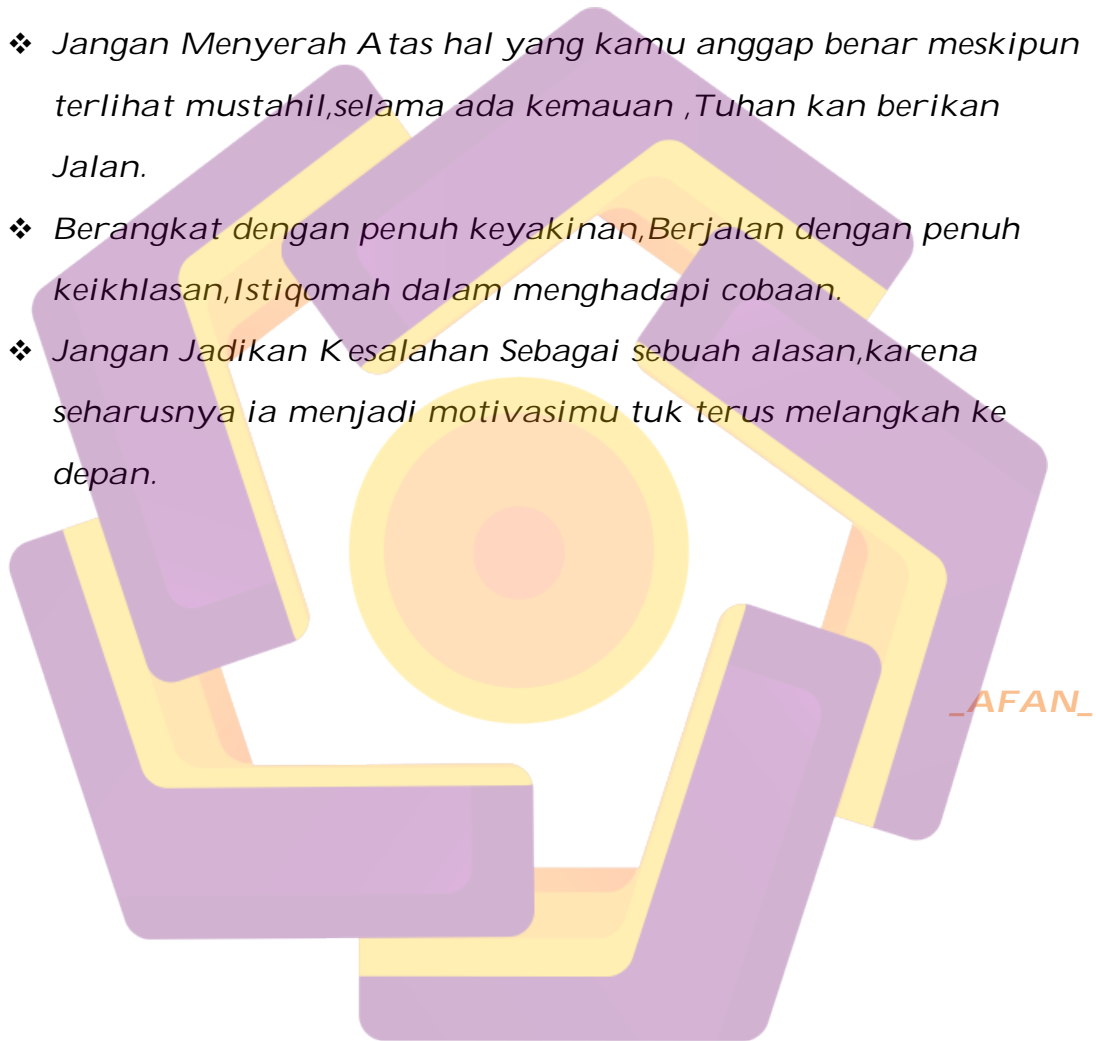 ❖ Jangan Menyerah Atas hal yang kamu anggap benar meskipun
terlihat mustahil,selama ada kemauan ,Tuhan kan berikan
Jalan.
❖ Berangkat dengan penuh keyakinan,Berjalan dengan penuh
keikhlasan,Istiqomah dalam menghadapi cobaan.
❖ Jangan Jadikan Kesalahan Sebagai sebuah alasan,karena
seharusnya ia menjadi motivasimu tuk terus melangkah ke
depan.
_AFAN_